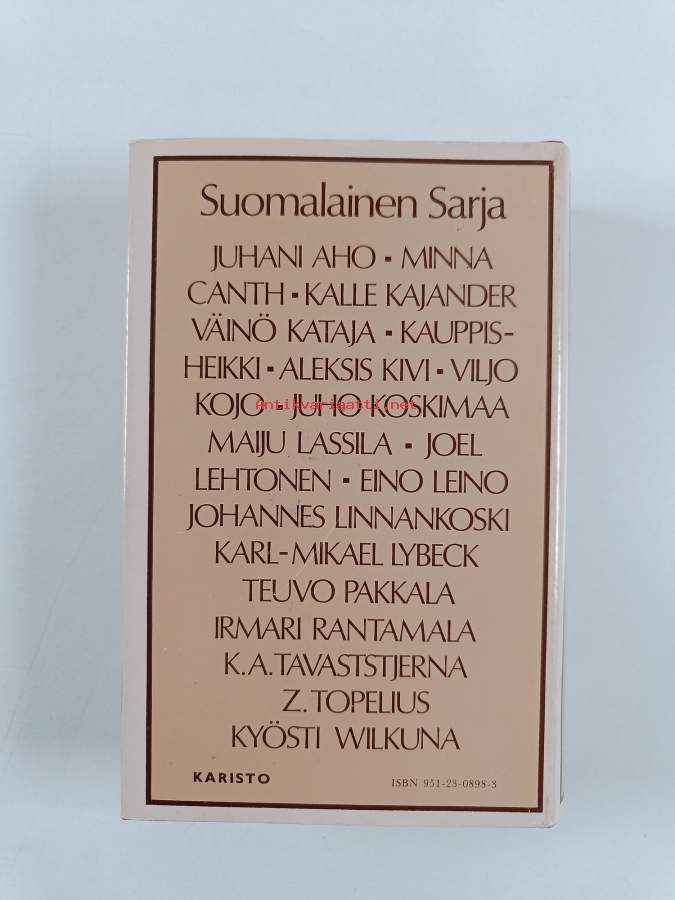 Suomalainen Sarja
JUHANI AHO ▪ MINNA
CANTH ▪ KALLE KAJANDER
VÄINÖ KATAJA ▪ KAUPPIS-
HEIKKI ▪ ALEKSIS KIVI ▪ VILJO
KOJO ▪ JUHO KOSKIMAA
Antikvariaatti.net
MAIJU LASSILA ▪ JOEL
LEHTONEN ▪ EINO LEINO
JOHANNES LINNANKOSKI
KARL-MIKAEL LYBECK
TEUVO PAKKALA
IRMARI RANTAMALA
K.A. TAVASTSTJERNA
Z. TOPELIUS
KYÖSTI WILKUNA
KARISTO
ISBN 951-23-0898-3